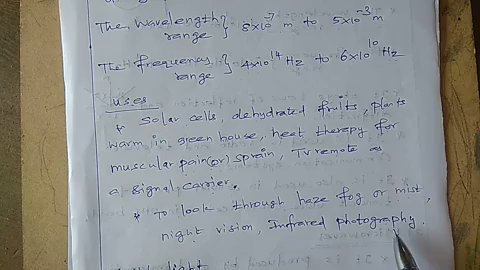 The wavelength range } 8×10⁻⁷ m to 5×10⁻³ m
The frequency range } 4×10¹⁴ Hz to 6×10¹⁰ Hz
Uses
* Solar cells, dehydrated fruits, plants
warm in green house, heat therapy for
muscular pain (or) sprain, TV remote as
a signal carrier.
* To look through haze fog or mist,
night vision, Infrared photography.
light